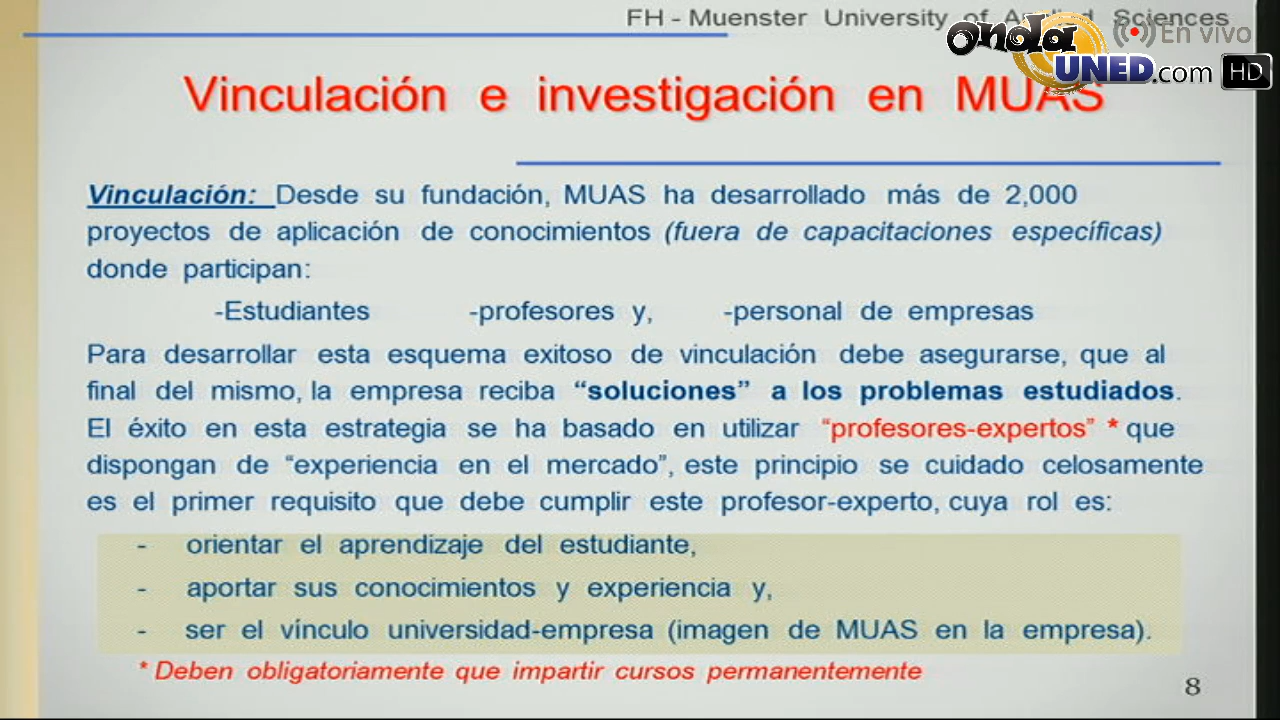 FH - Muenster University of Applied Sciences
En vivo
onda
UNED.com HD
Vinculación e investigación en MUAS
Vinculación: Desde su fundación, MUAS ha desarrollado más de 2,000
proyectos de aplicación de conocimientos (fuera de capacitaciones específicas)
donde participan:
-Estudiantes -profesores y, -personal de empresas
Para desarrollar esta esquema exitoso de vinculación debe asegurarse, que al
final del mismo, la empresa reciba “soluciones” a los problemas estudiados.
El éxito en esta estrategia se ha basado en utilizar “profesores-expertos” * que
dispongan de “experiencia en el mercado”, este principio se cuidado celosamente
es el primer requisito que debe cumplir este profesor-experto, cuya rol es:
- orientar el aprendizaje del estudiante,
- aportar sus conocimientos y experiencia y,
- ser el vínculo universidad-empresa (imagen de MUAS en la empresa).
* Deben obligatoriamente que impartir cursos permanentemente
8